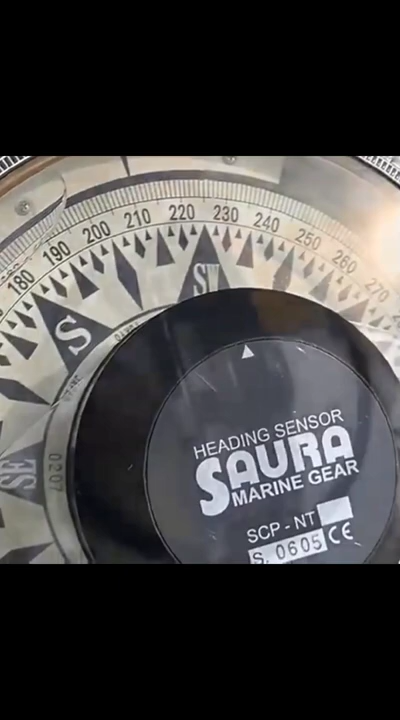 180 190 200 210 220 230 240 250 260 270
S
SW
SE
0207
HEADING SENSOR
SAURA
MARINE GEAR
SCP - NT
S. 0605 CE